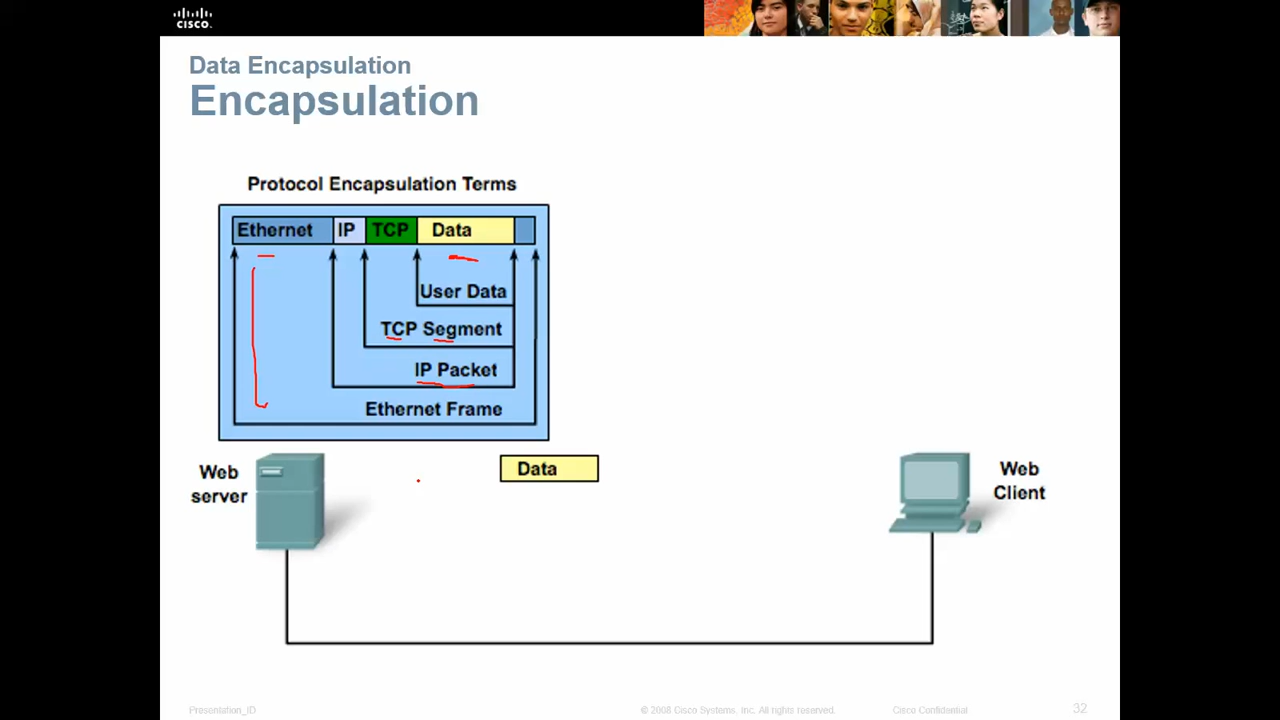 CISCO.
Data Encapsulation
Encapsulation
Protocol Encapsulation Terms
Ethernet IP TCP Data
User Data
TCP Segment
IP Packet
Ethernet Frame
Web
server
Data
Web
Client
Presentation_ID
© 2008 Cisco Systems, Inc. All rights reserved.
Cisco Confidential
32